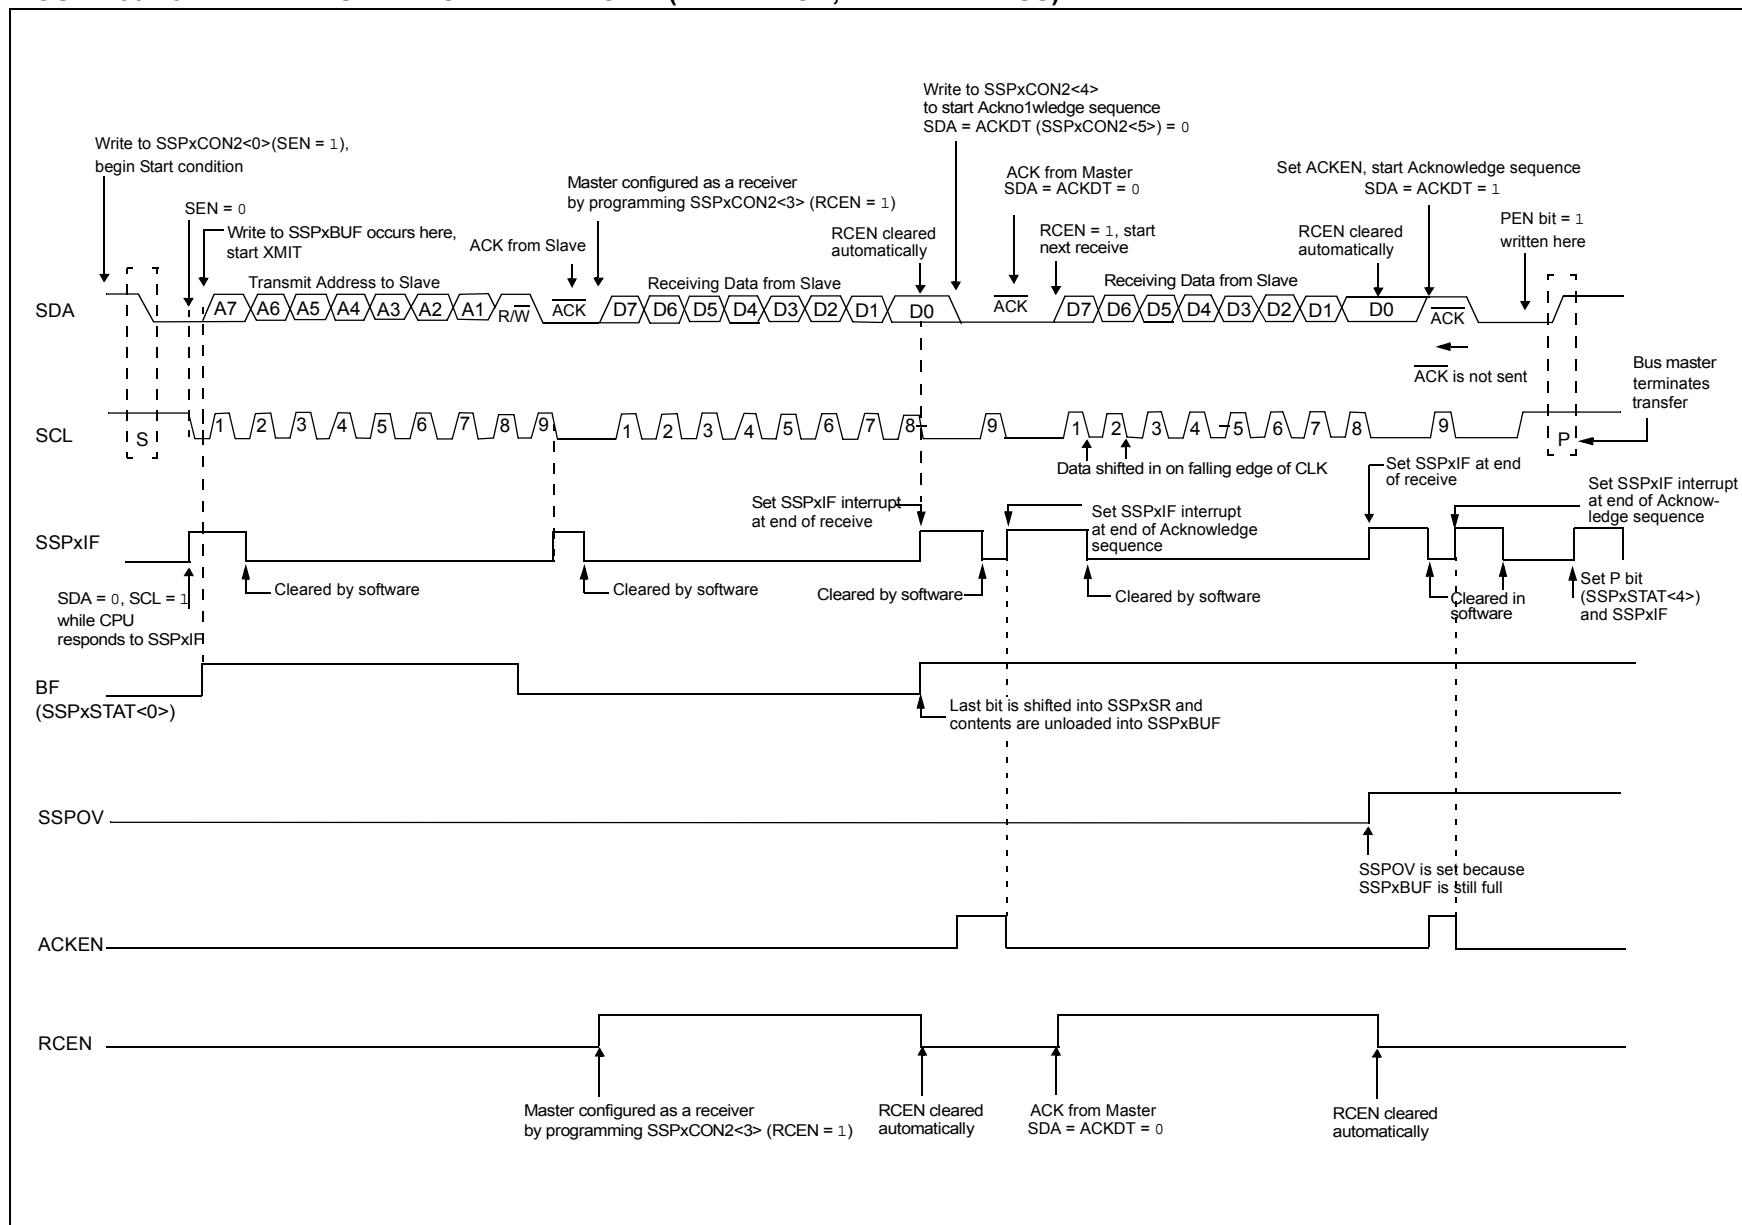 Write to SSPxCON2<4>
to start Ackno1wledge sequence
SDA = ACKDT (SSPxCON2<5>) = 0
Write to SSPxCON2<0>(SEN = 1),
begin Start condition
ACK from Master
SDA = ACKDT = 0
Set ACKEN, start Acknowledge sequence
SDA = ACKDT = 1
Master configured as a receiver
by programming SSPxCON2<3> (RCEN = 1)
SEN = 0
PEN bit = 1
written here
Write to SSPxBUF occurs here,
start XMIT
ACK from Slave
RCEN cleared
automatically
RCEN = 1, start
next receive
RCEN cleared
automatically
Transmit Address to Slave
Receiving Data from Slave
Receiving Data from Slave
SDA
A7 A6 A5 A4 A3 A2 A1 R/W ACK D7 D6 D5 D4 D3 D2 D1 D0 ACK D7 D6 D5 D4 D3 D2 D1 D0 ACK
ACK is not sent
Bus master
terminates
transfer
SCL
S 1 2 3 4 5 6 7 8 9 1 2 3 4 5 6 7 8 9 1 2 3 4 5 6 7 8 9 P
Data shifted in on falling edge of CLK
Set SSPxIF at end
of receive
Set SSPxIF interrupt
at end of receive
Set SSPxIF interrupt
at end of Acknowledge
sequence
Set SSPxIF interrupt
at end of Acknow-
ledge sequence
SSPxIF
SDA = 0, SCL = 1
while CPU
responds to SSPxIF
Cleared by software
Cleared by software
Cleared by software
Cleared by software
Cleared in
software
Set P bit
(SSPxSTAT<4>)
and SSPxIF
BF
(SSPxSTAT<0>)
Last bit is shifted into SSPxSR and
contents are unloaded into SSPxBUF
SSPOV
SSPOV is set because
SSPxBUF is still full
ACKEN
RCEN
Master configured as a receiver
by programming SSPxCON2<3> (RCEN = 1)
RCEN cleared
automatically
ACK from Master
SDA = ACKDT = 0
RCEN cleared
automatically